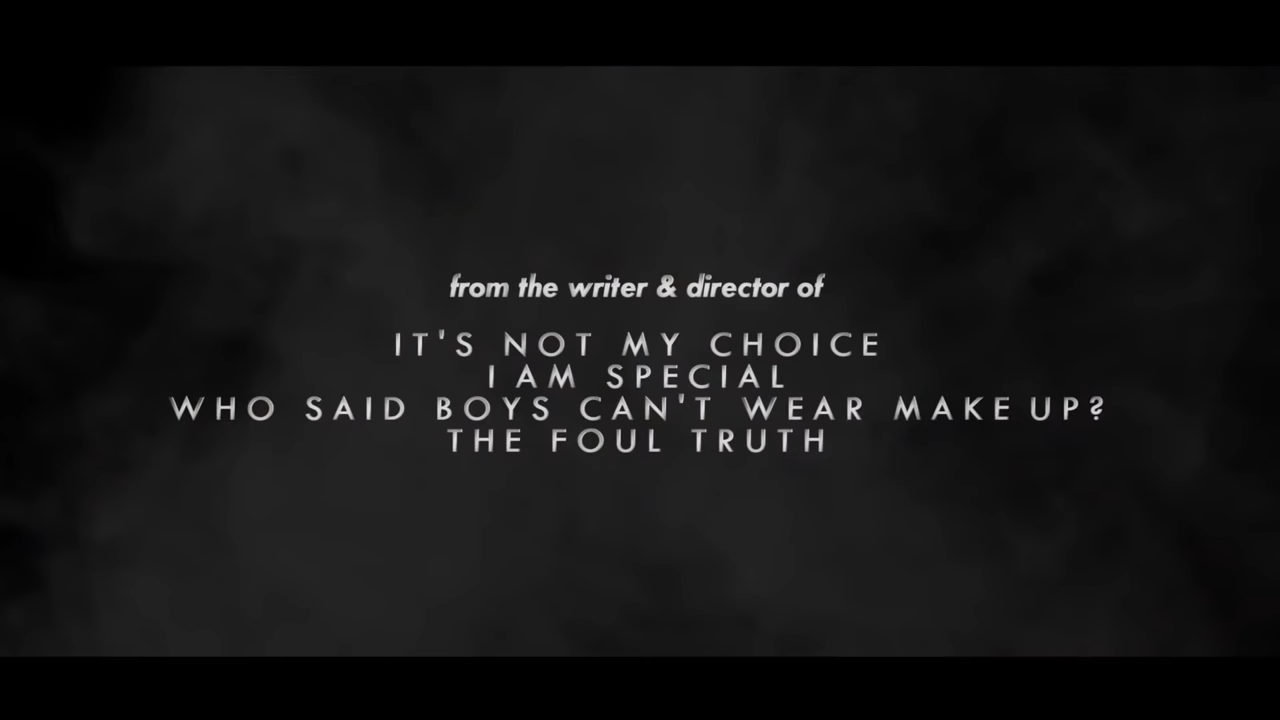 from the writer & director of
IT'S NOT MY CHOICE
I AM SPECIAL
WHO SAID BOYS CAN'T WEAR MAKE UP?
THE FOUL TRUTH